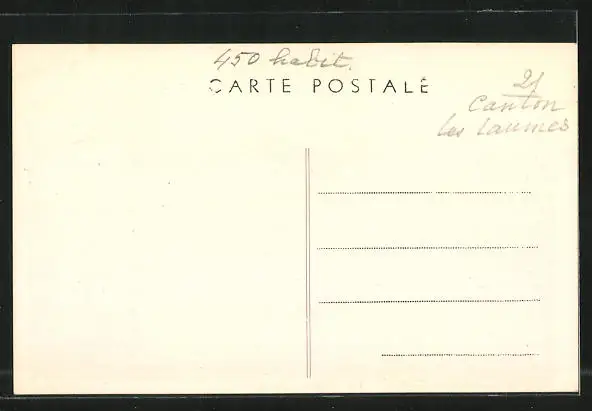 450 habit.
CARTE POSTALE
21
Canton
les Laumes